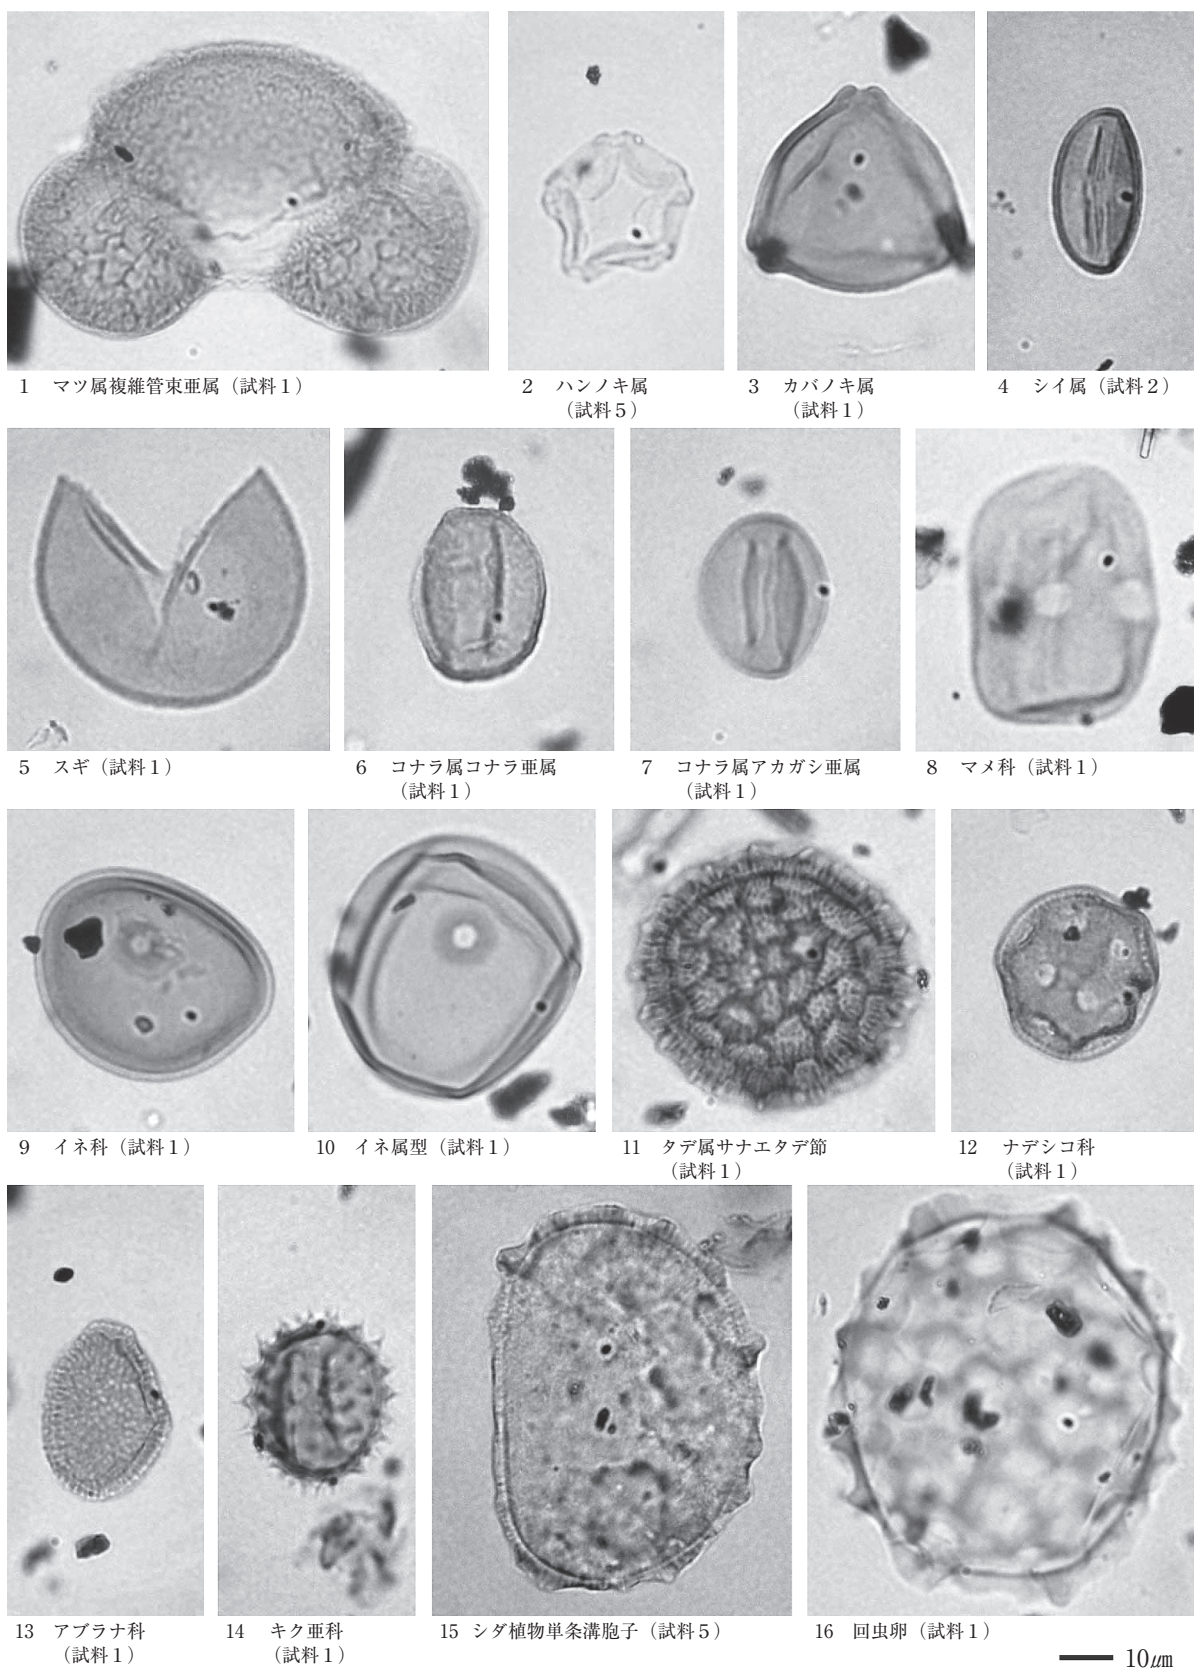 1 マツ属複維管束亜属（試料1）
2 ハンノキ属
（試料5）
3 カバノキ属
（試料1）
4 シイ属（試料2）
5 スギ（試料1）
6 コナラ属コナラ亜属
（試料1）
7 コナラ属アカガシ亜属
（試料1）
8 マメ科（試料1）
9 イネ科（試料1）
10 イネ属型（試料1）
11 タデ属サナエタデ節
（試料1）
12 ナデシコ科
（試料1）
13 アブラナ科
（試料1）
14 キク亜科
（試料1）
15 シダ植物単条溝胞子（試料5）
16 回虫卵（試料1）
10μm